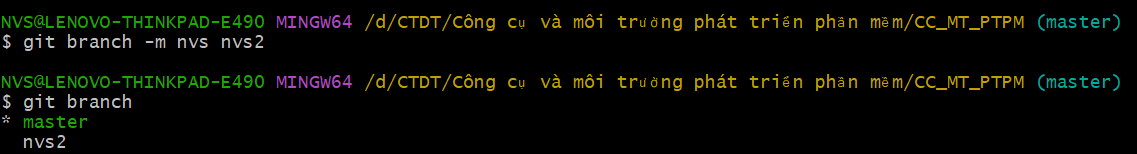 NVS@LENOVO-THINKPAD-E490 MINGW64 /d/CTDT/Công cụ và môi trường phát triển phần mềm/CC_MT_PTPM (master)
$ git branch -m nvs nvs2
NVS@LENOVO-THINKPAD-E490 MINGW64 /d/CTDT/Công cụ và môi trường phát triển phần mềm/CC_MT_PTPM (master)
$ git branch
* master
nvs2